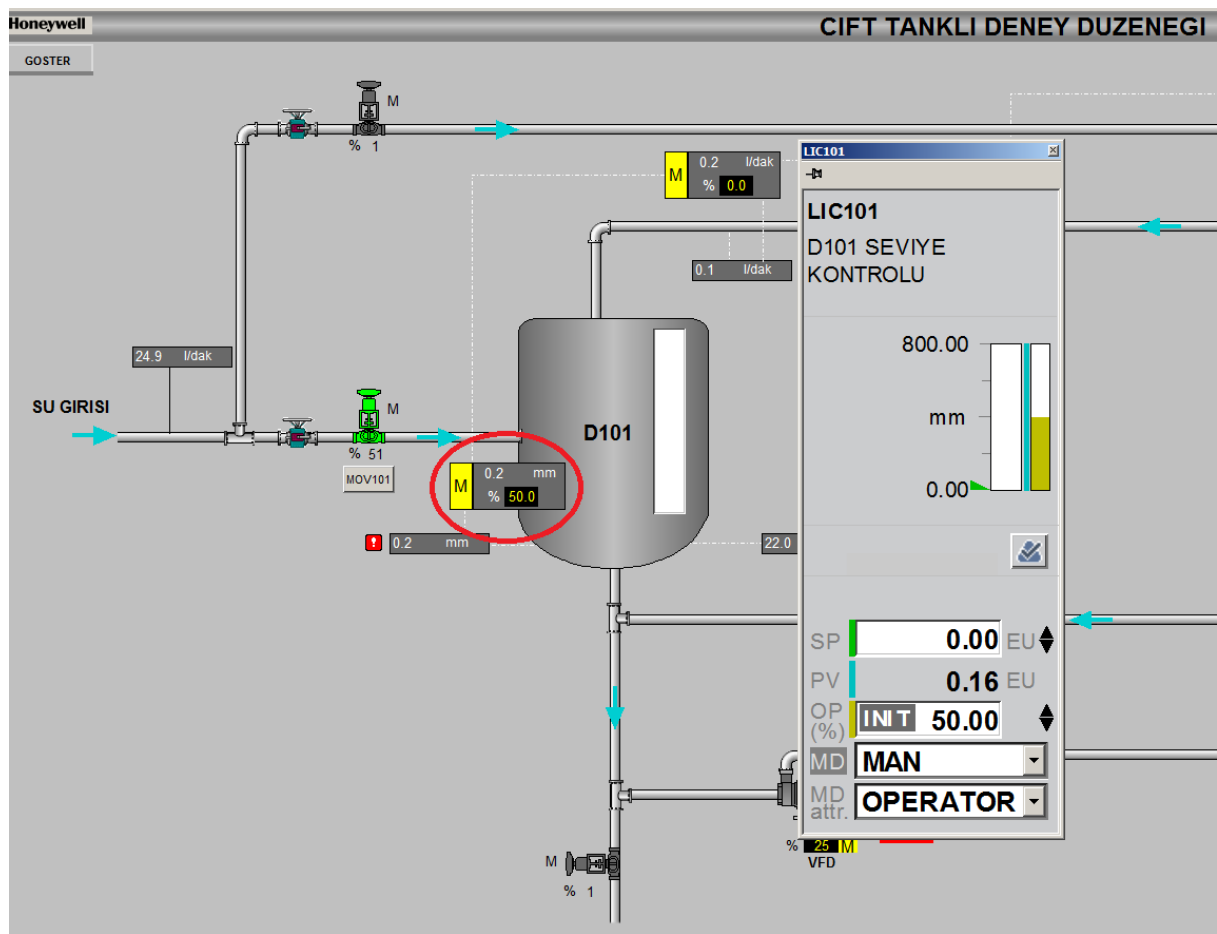 Honeywell
CIFT TANKLI DENEY DUZENEGI
GOSTER
M
% 1
M
0.2 l/dak
% 0.0
0.1 l/dak
24.9 l/dak
SU GIRISI
M
% 51
MOV101
D101
M
0.2 mm
% 50.0
0.2 mm
22.0
M
% 1
% 25 M
VFD
LIC101
LIC101
D101 SEVIYE
KONTROLU
800.00
mm
0.00
SP 0.00 EU
PV 0.16 EU
OP
(%) INIT 50.00
MD MAN
MD
attr. OPERATOR